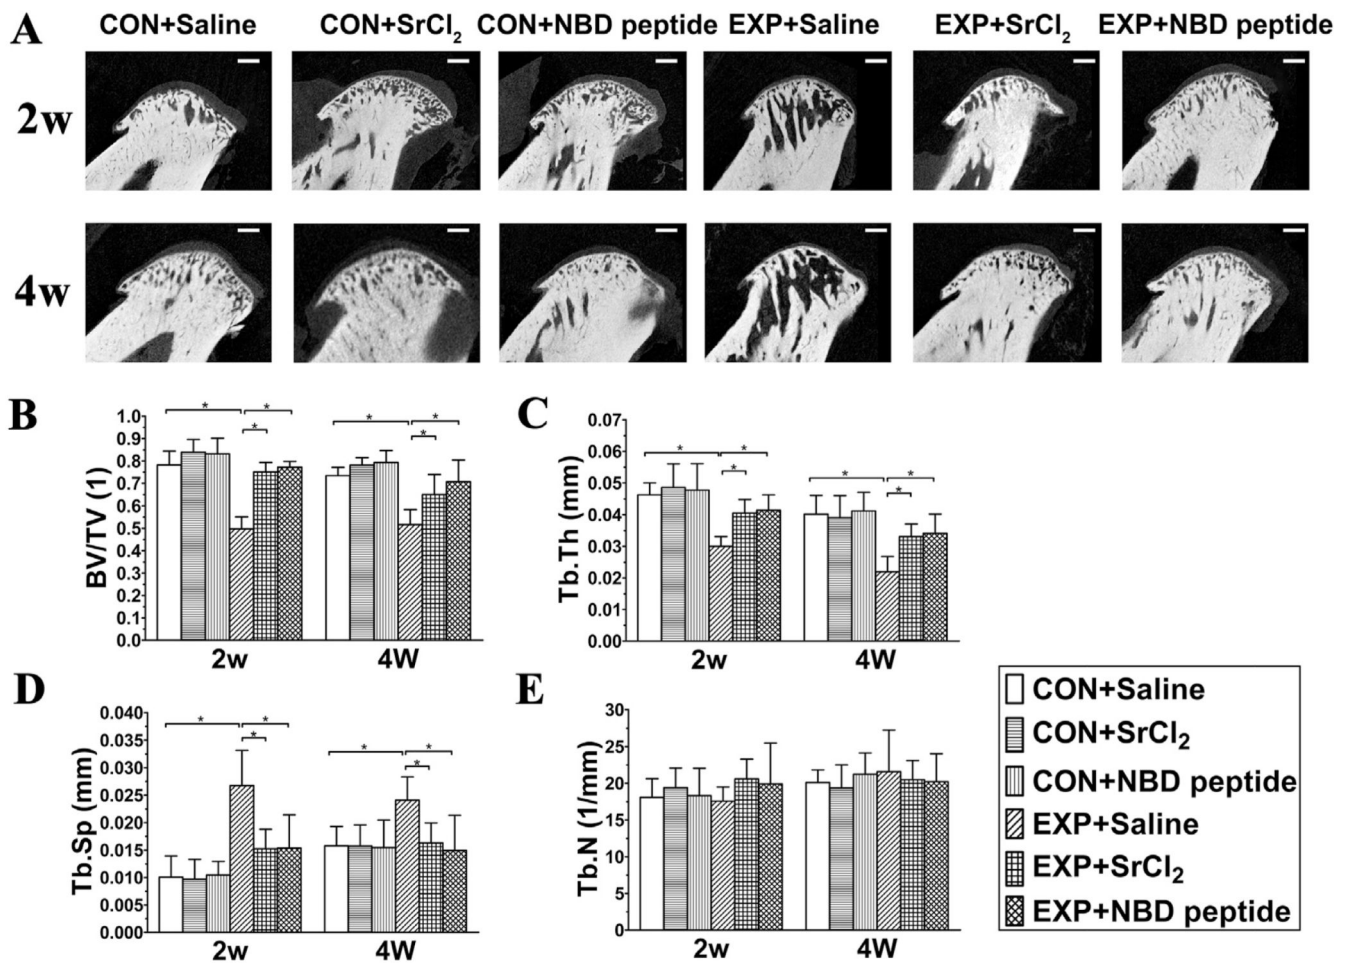 A
CON+Saline CON+SrCl2 CON+NBD peptide EXP+Saline EXP+SrCl2 EXP+NBD peptide
2w
4w
B
BV/TV (1)
1.0
0.9
0.8
0.7
0.6
0.5
0.4
0.3
0.2
0.1
0.0
* * *
* * *
2w 4W
C
Tb.Th (mm)
0.07
0.06
0.05
0.04
0.03
0.02
0.01
0.00
* * *
* * *
2w 4W
D
Tb.Sp (mm)
0.040
0.035
0.030
0.025
0.020
0.015
0.010
0.005
0.000
* * *
* * *
2w 4W
E
Tb.N (1/mm)
30
25
20
15
10
5
0
2w 4W
CON+Saline
CON+SrCl2
CON+NBD peptide
EXP+Saline
EXP+SrCl2
EXP+NBD peptide